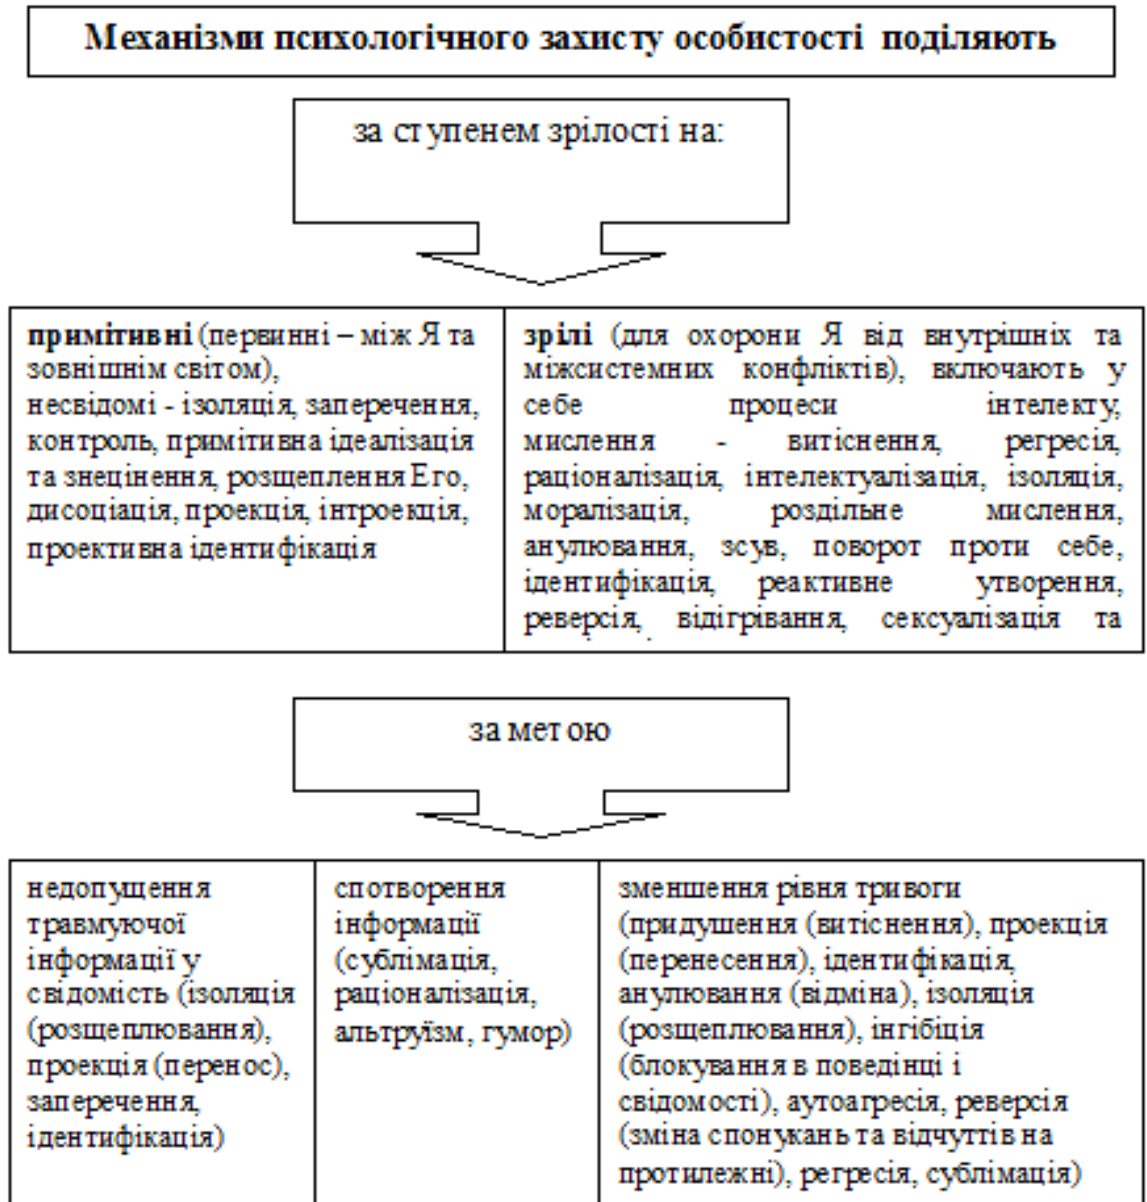 Механізми психологічного захисту особистості поділяють
за ступенем зрілості на:
примітивні (первинні – між Я та
зовнішнім світом),
несвідомі - ізоляція, заперечення,
контроль, примітивна ідеалізація
та знецінення, розщеплення Его,
дисоціація, проекція, інтроекція,
проективна ідентифікація
зрілі (для охорони Я від внутрішніх та
міжсистемних конфліктів), включають у
себе процеси інтелекту,
мислення - витіснення, регресія,
раціоналізація, інтелектуалізація, ізоляція,
моралізація, роздільне мислення,
анулювання, зсув, поворот проти себе,
ідентифікація, реактивне утворення,
реверсія, відігрівання, сексуалізація та
за метою
недопущення
травмуючої
інформації у
свідомість (ізоляція
(розщеплювання),
проекція (перенос),
заперечення,
ідентифікація)
спотворення
інформації
(сублімація,
раціоналізація,
альтруїзм, гумор)
зменшення рівня тривоги
(придушення (витіснення), проекція
(перенесення), ідентифікація,
анулювання (відміна), ізоляція
(розщеплювання), інгібіція
(блокування в поведінці і
свідомості), аутоагресія, реверсія
(зміна спонукань та відчуттів на
протилежні), регресія, сублімація)